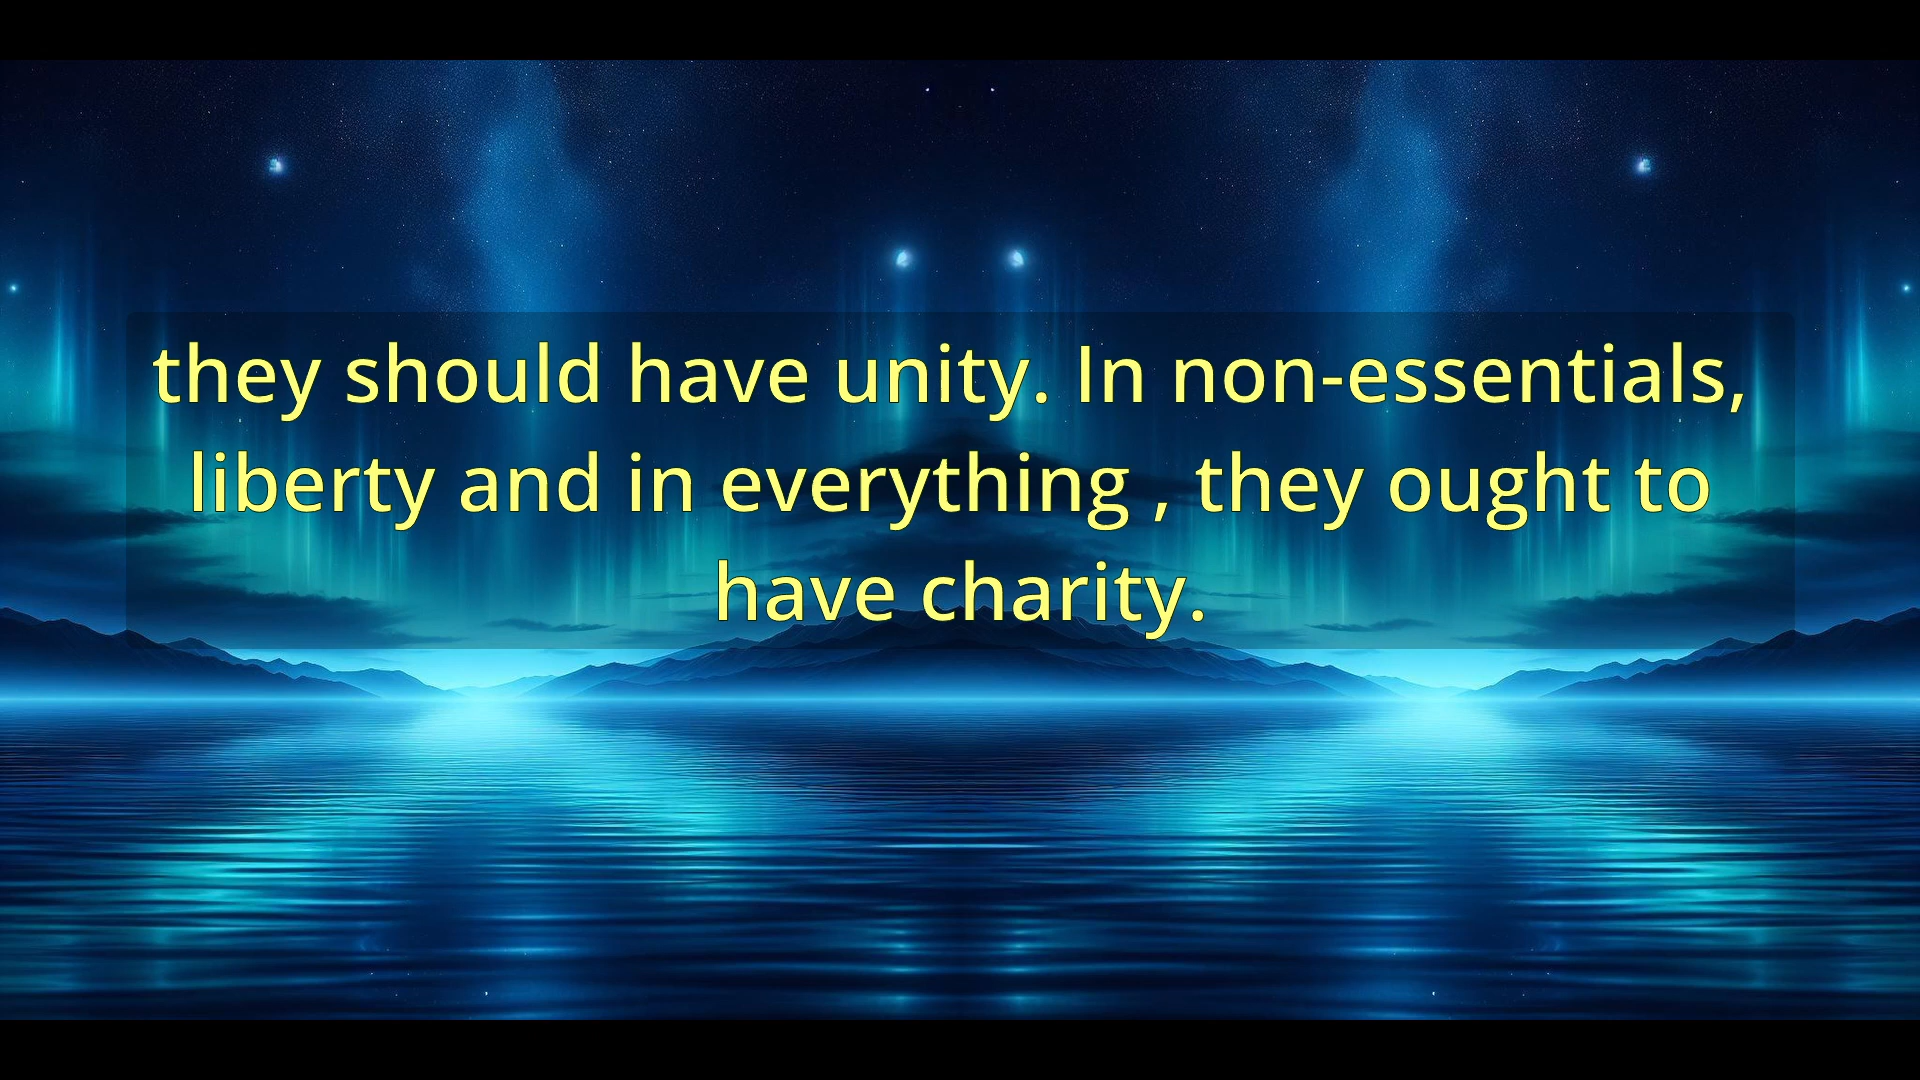 they should have unity. In non-essentials,
liberty and in everything , they ought to
have charity.